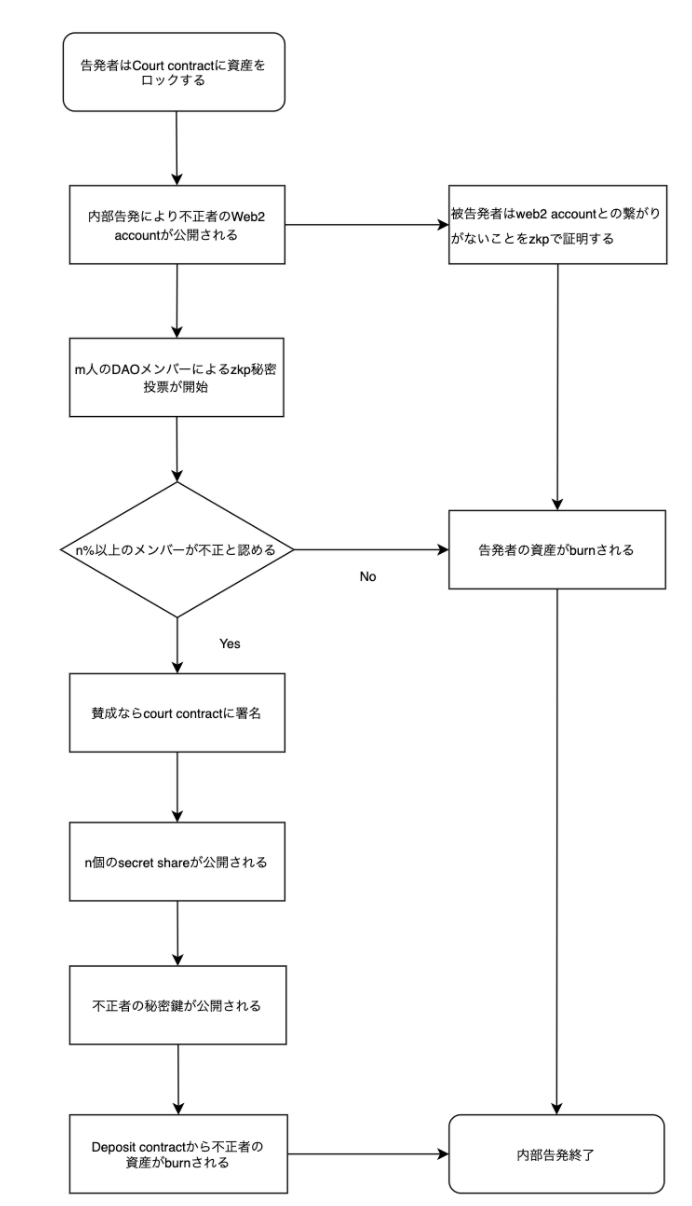 告発者はCourt contractに資産を
ロックする
内部告発により不正者のWeb2
accountが公開される
被告発者はweb2 accountとの繋がり
がないことをzkpで証明する
m人のDAOメンバーによるzkp秘密
投票が開始
n%以上のメンバーが不正と認める
No
告発者の資産がburnされる
Yes
賛成ならcourt contractに署名
n個のsecret shareが公開される
不正者の秘密鍵が公開される
Deposit contractから不正者の
資産がburnされる
内部告発終了